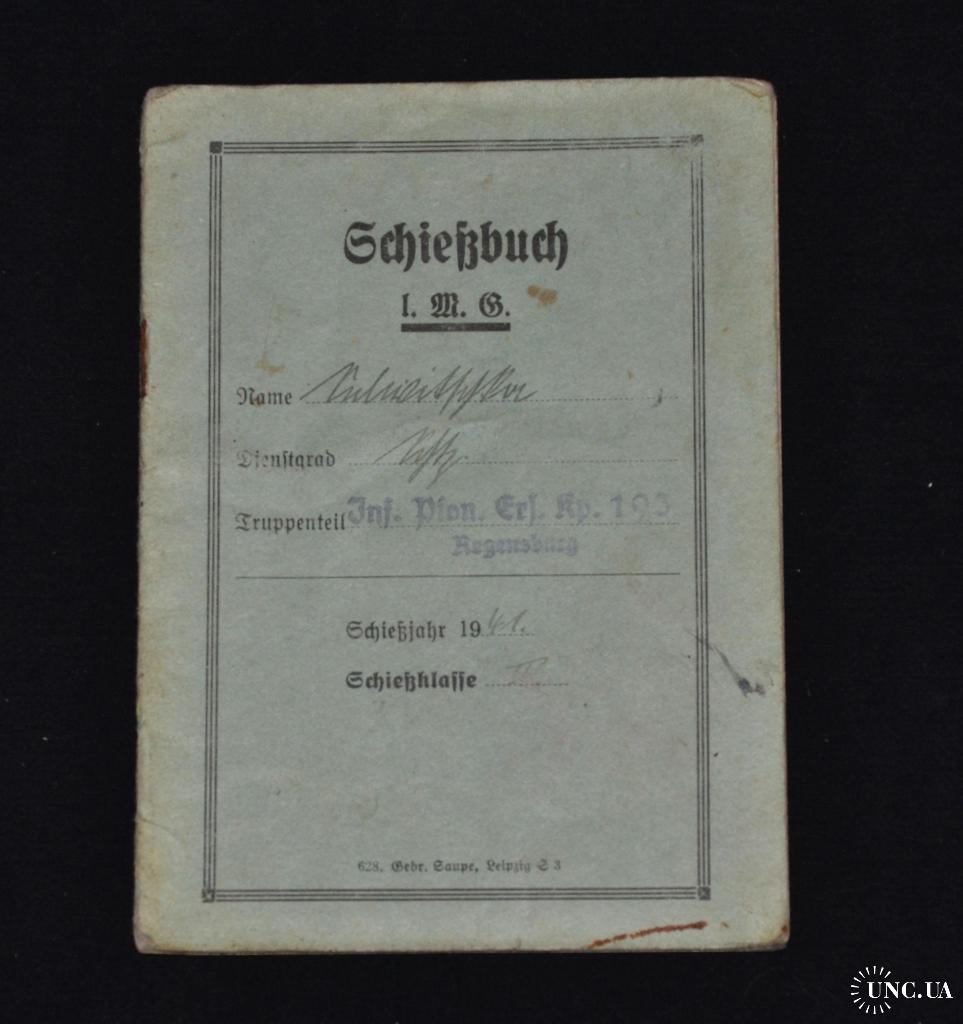 Schießbuch
l. M. G.
Name
Dienstgrad
Truppenteil Inf. Pion. Ers. Kp. 193
Regensburg
Schießjahr 1941.
Schießklasse II.
628. Gebr. Saupe, Leipzig S 3
UNC.UA